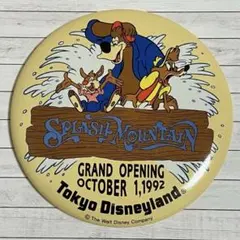 SPLASH MOUNTAIN
GRAND OPENING
OCTOBER 1,1992
Tokyo Disneyland
© The Walt Disney Company